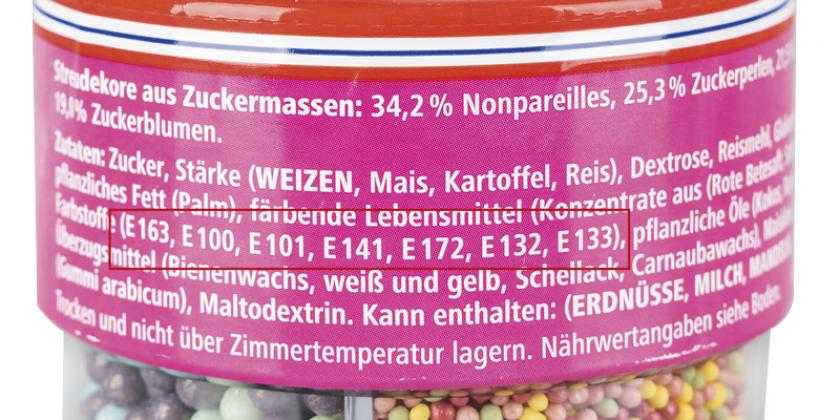 Streudekore aus Zuckermassen: 34,2 % Nonpareilles, 25,3 % Zuckerperlen,
19,0% Zuckerblumen.
Zutaten: Zucker, Stärke (WEIZEN, Mais, Kartoffel, Reis), Dextrose, Reismehl,
pflanzliches Fett (Palm), färbende Lebensmittel (Konzentrate aus (Rote Bete
Farbstoffe (E 163, E 100, E 101, E 141, E 172, E 132, E 133), pflanzliche Öle (Kokos,
Überzugsmittel (Bienenwachs, weiß und gelb, Schellack, Carnaubawachs),
(Gummi arabicum), Maltodextrin. Kann enthalten: (ERDNÜSSE, MILCH,
Trocken und nicht über Zimmertemperatur lagern. Nährwertangaben siehe Boden.